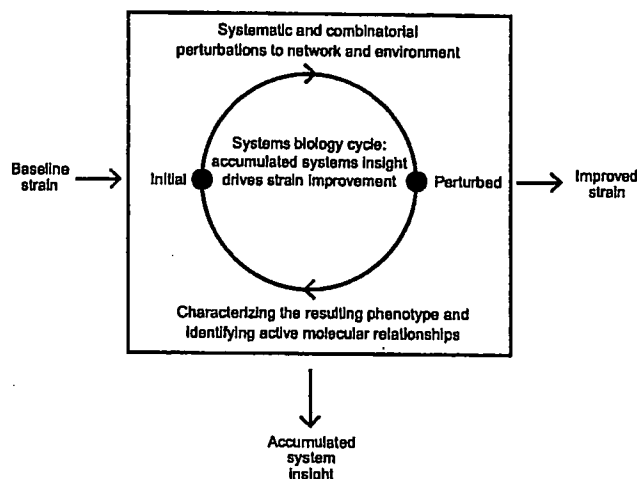 Systematic and combinatorial
perturbations to network and environment
Systems biology cycle:
accumulated systems insight
drives strain improvement
Baseline
strain
Initial
Perturbed
Improved
strain
Characterizing the resulting phenotype and
identifying active molecular relationships
Accumulated
system
insight